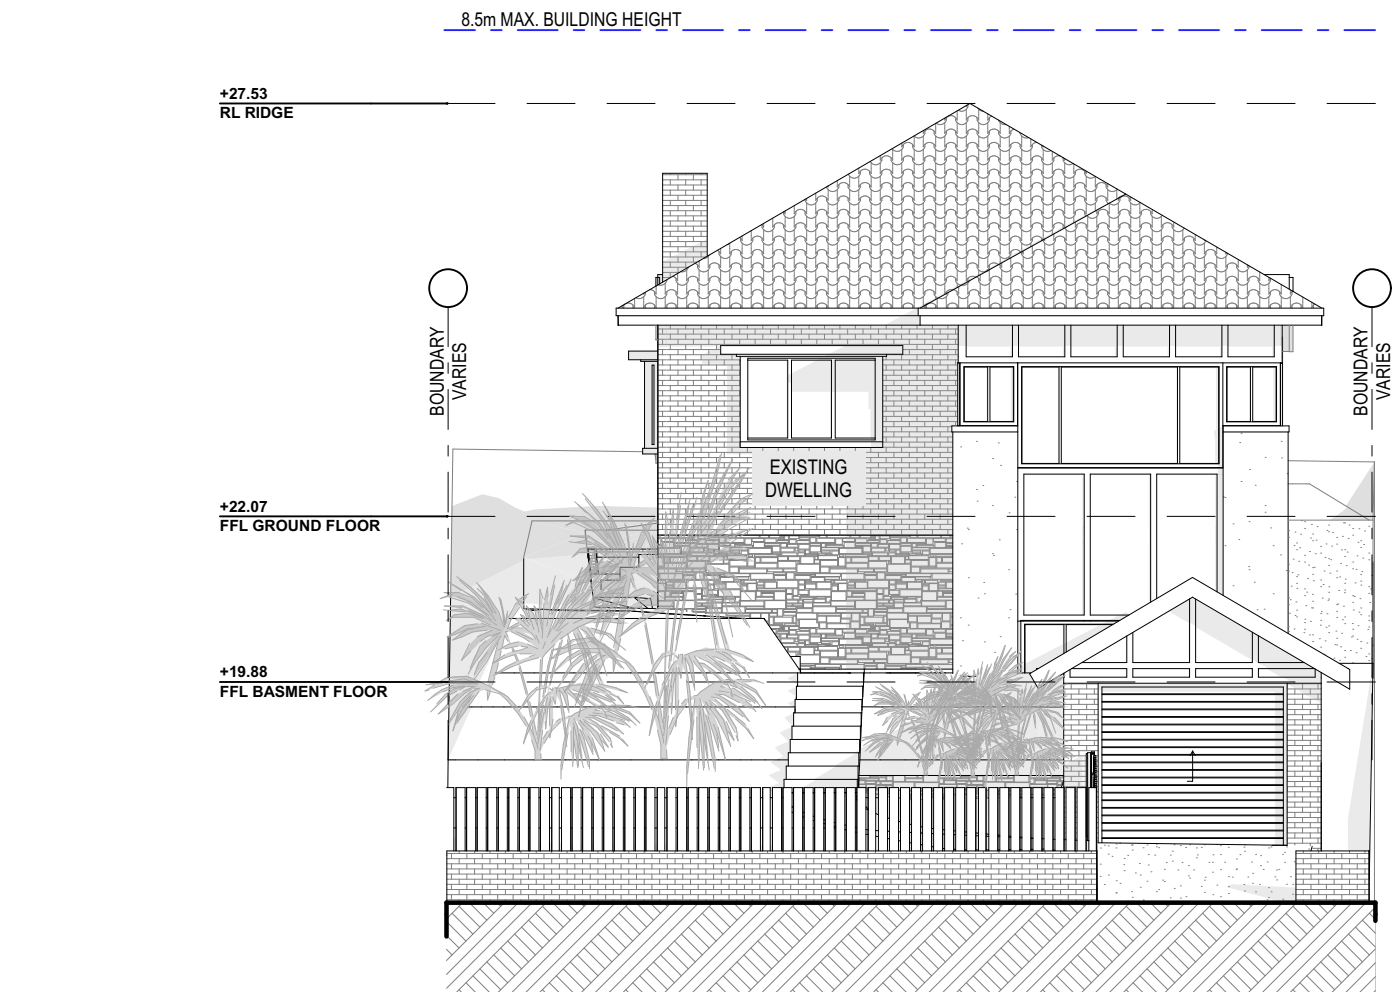 8.5m MAX. BUILDING HEIGHT
+27.53
RL RIDGE
BOUNDARY
VARIES
BOUNDARY
VARIES
EXISTING
DWELLING
+22.07
FFL GROUND FLOOR
+19.88
FFL BASMENT FLOOR